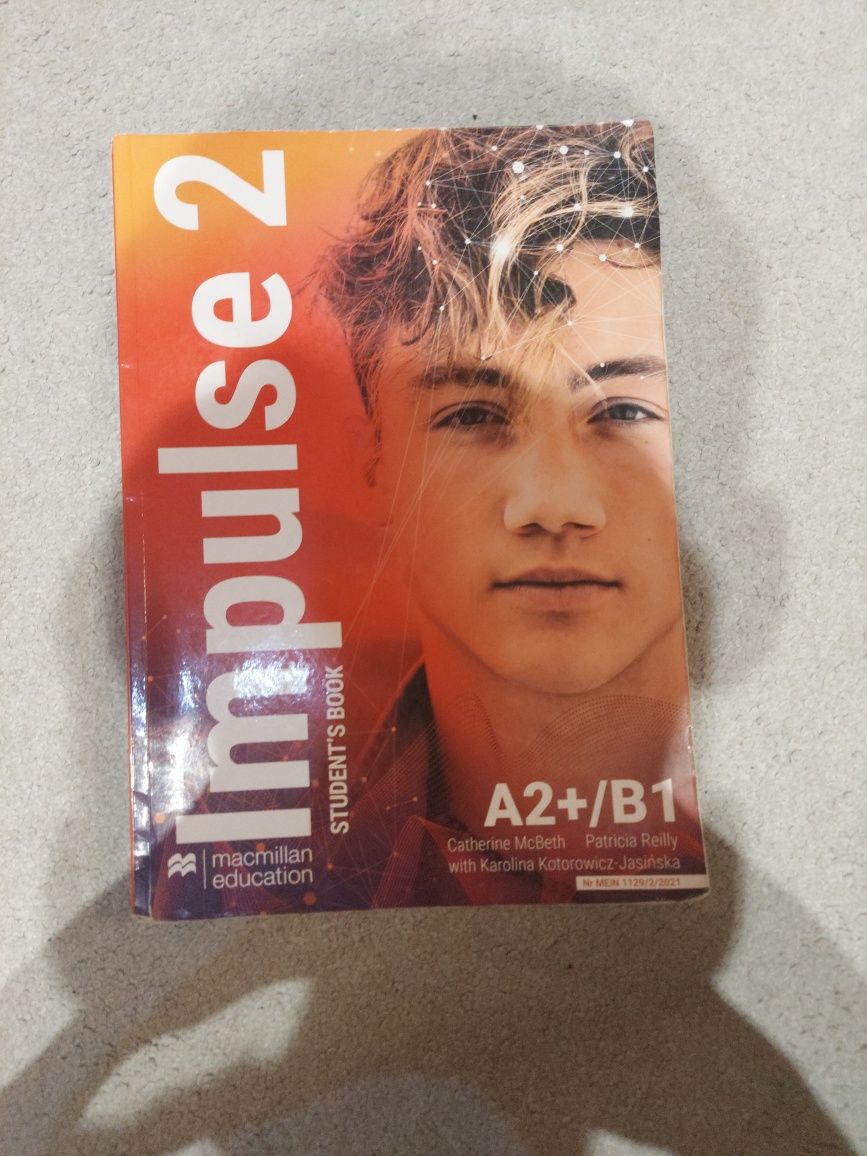 Impulse 2
STUDENT'S BOOK
A2+/B1
Catherine McBeth Patricia Reilly
with Karolina Kotorowicz-Jasińska
Nr MEIN 1129/2/2021
macmillan
education